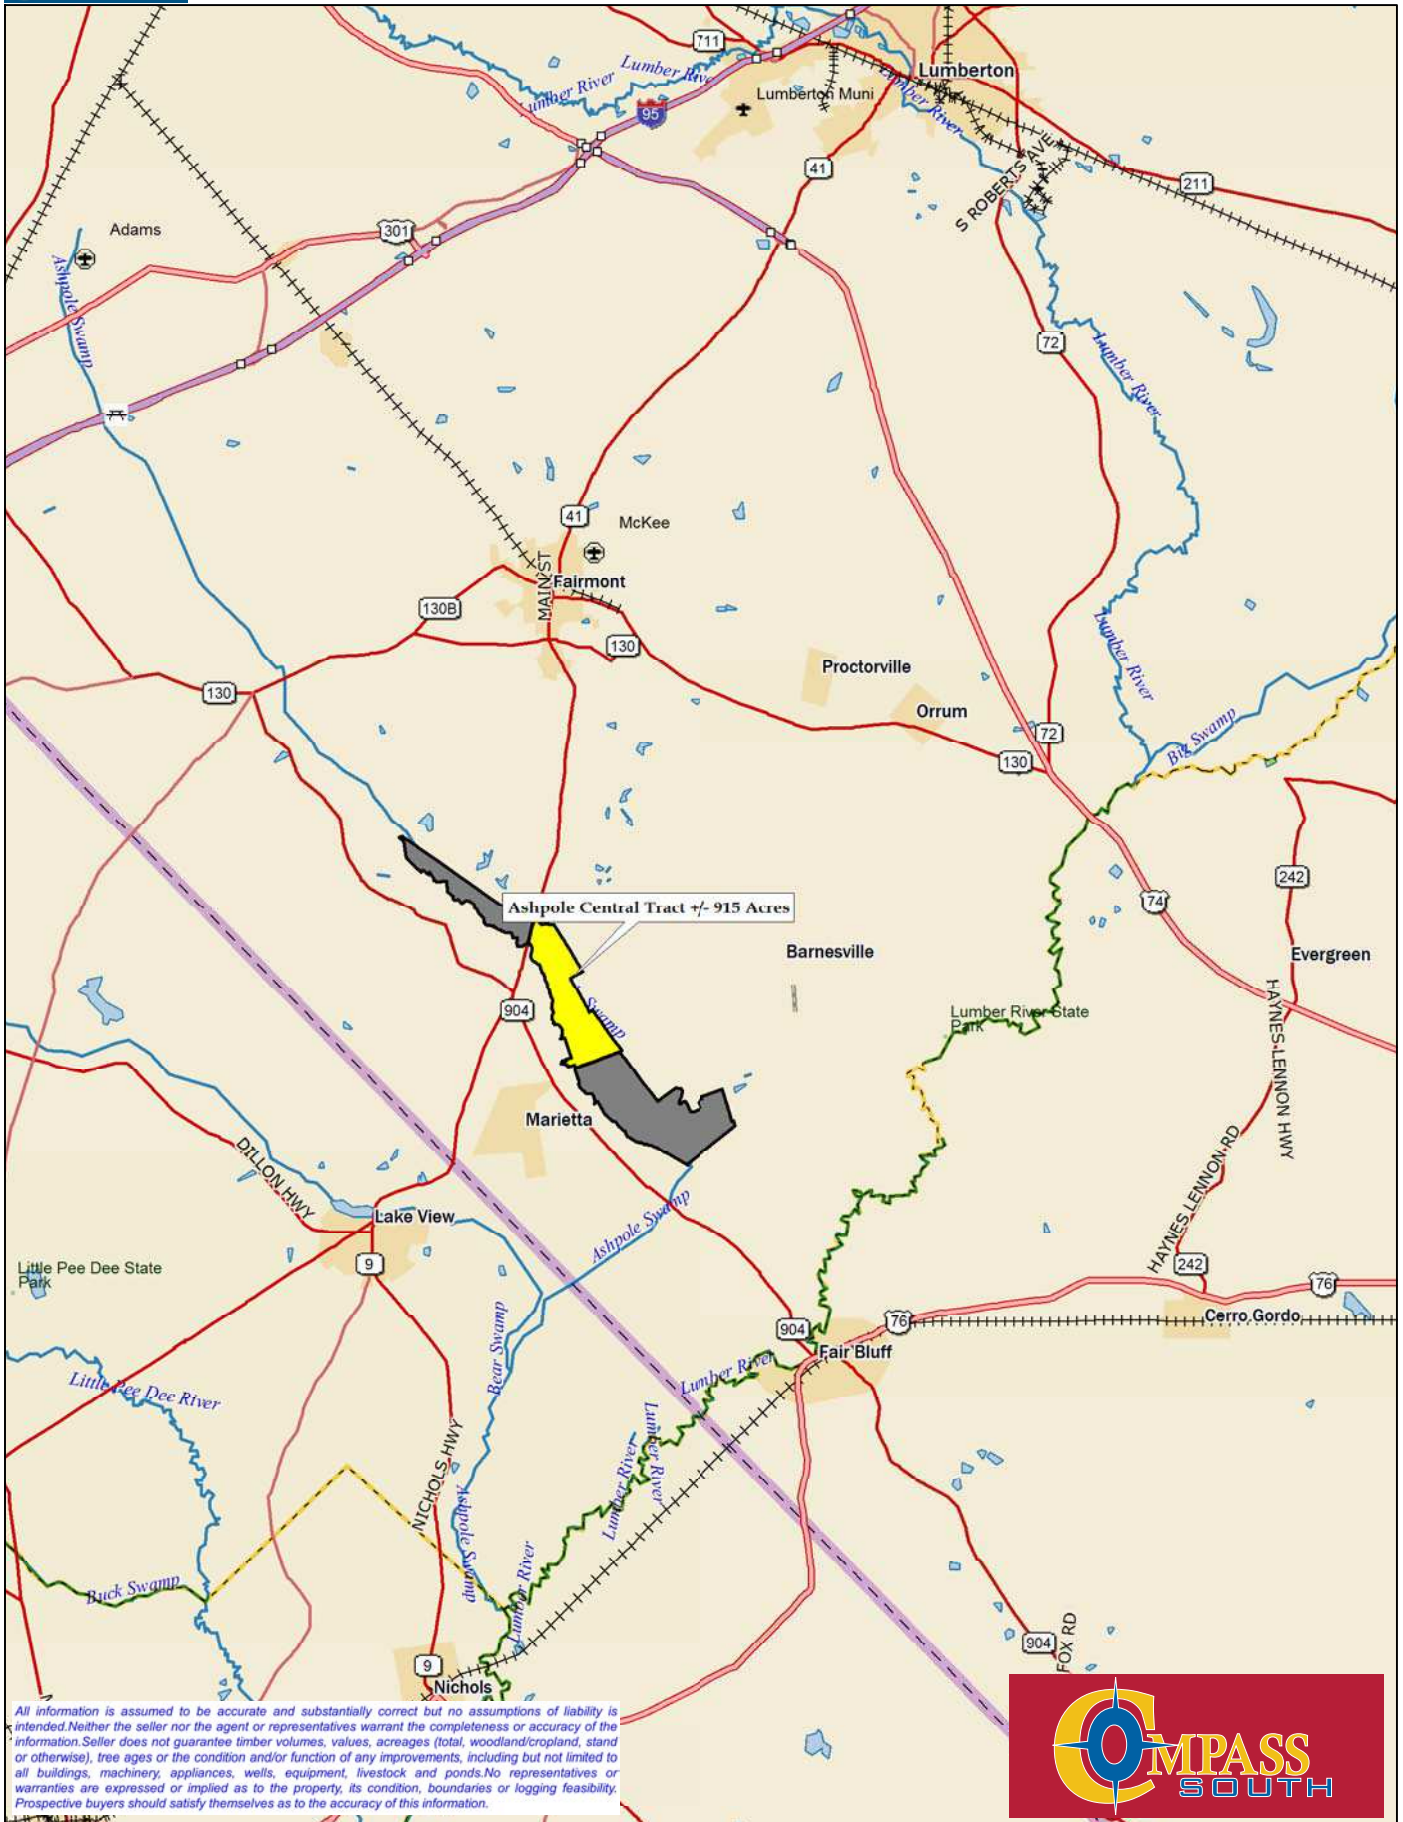 711
Lumberton
Lumber River
Lumber River
Lumberton Muni
95
Lumber River
41
S ROBERTS AVE
211
Adams
301
Ashpole Swamp
72
Lumber River
41
McKee
MAIN ST
Fairmont
130B
130
Lumber River
Proctorville
130
Orrum
72
Big Swamp
130
242
74
Ashpole Central Tract +/- 915 Acres
Barnesville
Evergreen
904
Swamp
Lumber River State
Park
HAYNES-LENNON HWY
Marietta
DILLON HWY
HAYNES LENNON RD
Lake View
Ashpole Swamp
9
242
Little Pee Dee State
Park
76
Cerro Gordo
904
76
Fair Bluff
Bear Swamp
Lumber River
Little Pee Dee River
Lumber River
Lumber River
NICHOLS HWY
Ashpole Swamp
Lumber River
Buck Swamp
904
FOX RD
9
Nichols
All information is assumed to be accurate and substantially correct but no assumptions of liability is
intended.Neither the seller nor the agent or representatives warrant the completeness or accuracy of the
information.Seller does not guarantee timber volumes, values, acreages (total, woodland/cropland, stand
or otherwise), tree ages or the condition and/or function of any improvements, including but not limited to
all buildings, machinery, appliances, wells, equipment, livestock and ponds.No representatives or
warranties are expressed or implied as to the property, its condition, boundaries or logging feasibility.
Prospective buyers should satisfy themselves as to the accuracy of this information.
COMPASS
SOUTH